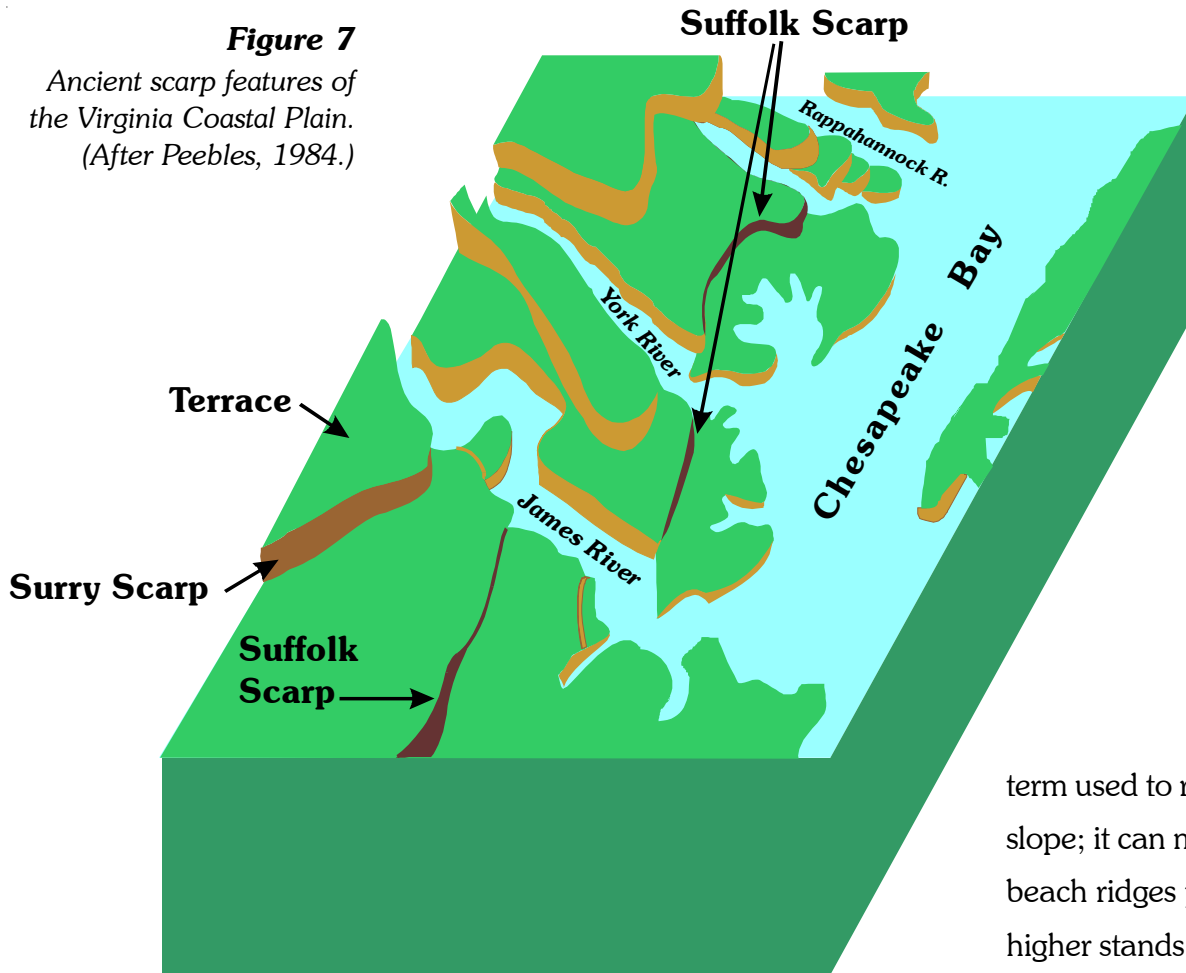 Figure 7
Ancient scarp features of
the Virginia Coastal Plain.
(After Peebles, 1984.)
Suffolk Scarp
Rappahannock R.
Chesapeake Bay
York River
Terrace
James River
Surry Scarp
Suffolk
Scarp
term used to
slope; it can
beach ridges
higher stands